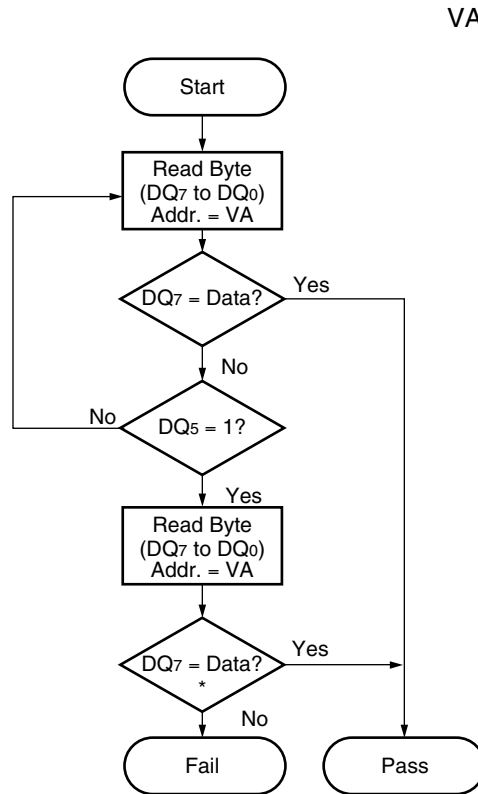 VA
Start
Read Byte
(DQ7 to DQ0)
Addr. = VA
DQ7 = Data?
Yes
No
DQ5 = 1?
No
Yes
Read Byte
(DQ7 to DQ0)
Addr. = VA
DQ7 = Data?
*
Yes
No
Fail
Pass